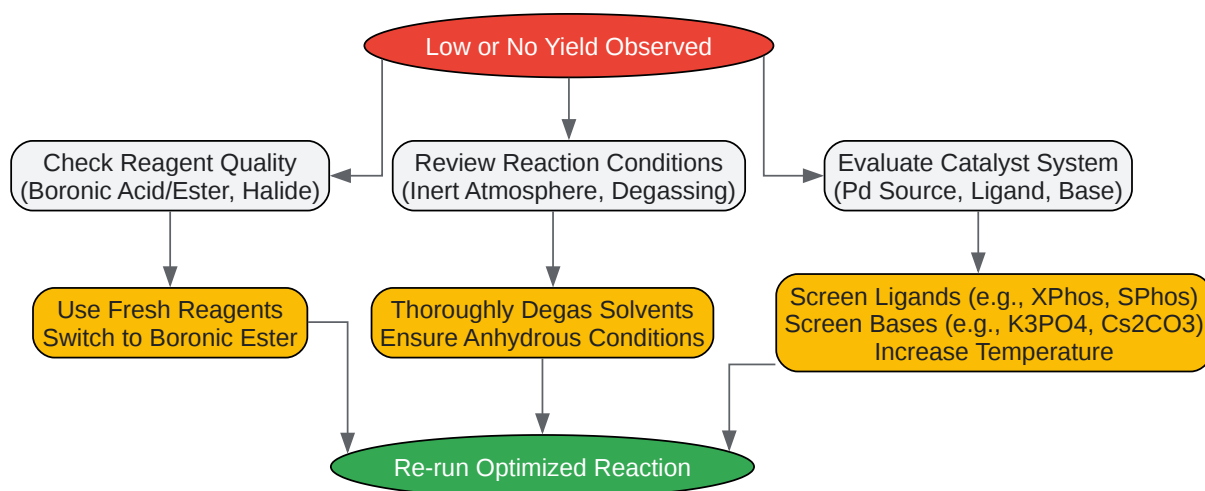 Low or No Yield Observed
Check Reagent Quality
(Boronic Acid/Ester, Halide)
Review Reaction Conditions
(Inert Atmosphere, Degassing)
Evaluate Catalyst System
(Pd Source, Ligand, Base)
Use Fresh Reagents
Switch to Boronic Ester
Thoroughly Degas Solvents
Ensure Anhydrous Conditions
Screen Ligands (e.g., XPhos, SPhos)
Screen Bases (e.g., K3PO4, Cs2CO3)
Increase Temperature
Re-run Optimized Reaction